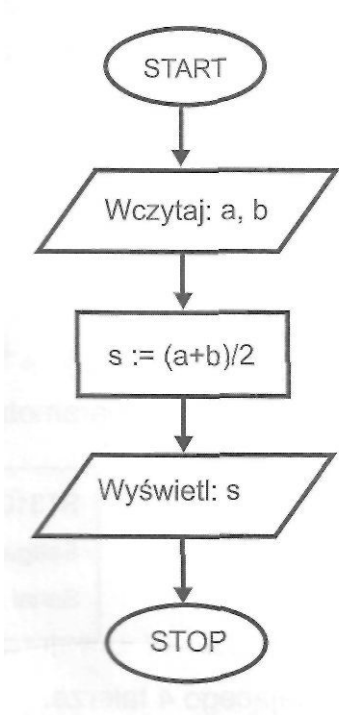 START
Wczytaj: a, b
s := (a+b)/2
Wyświetl: s
STOP